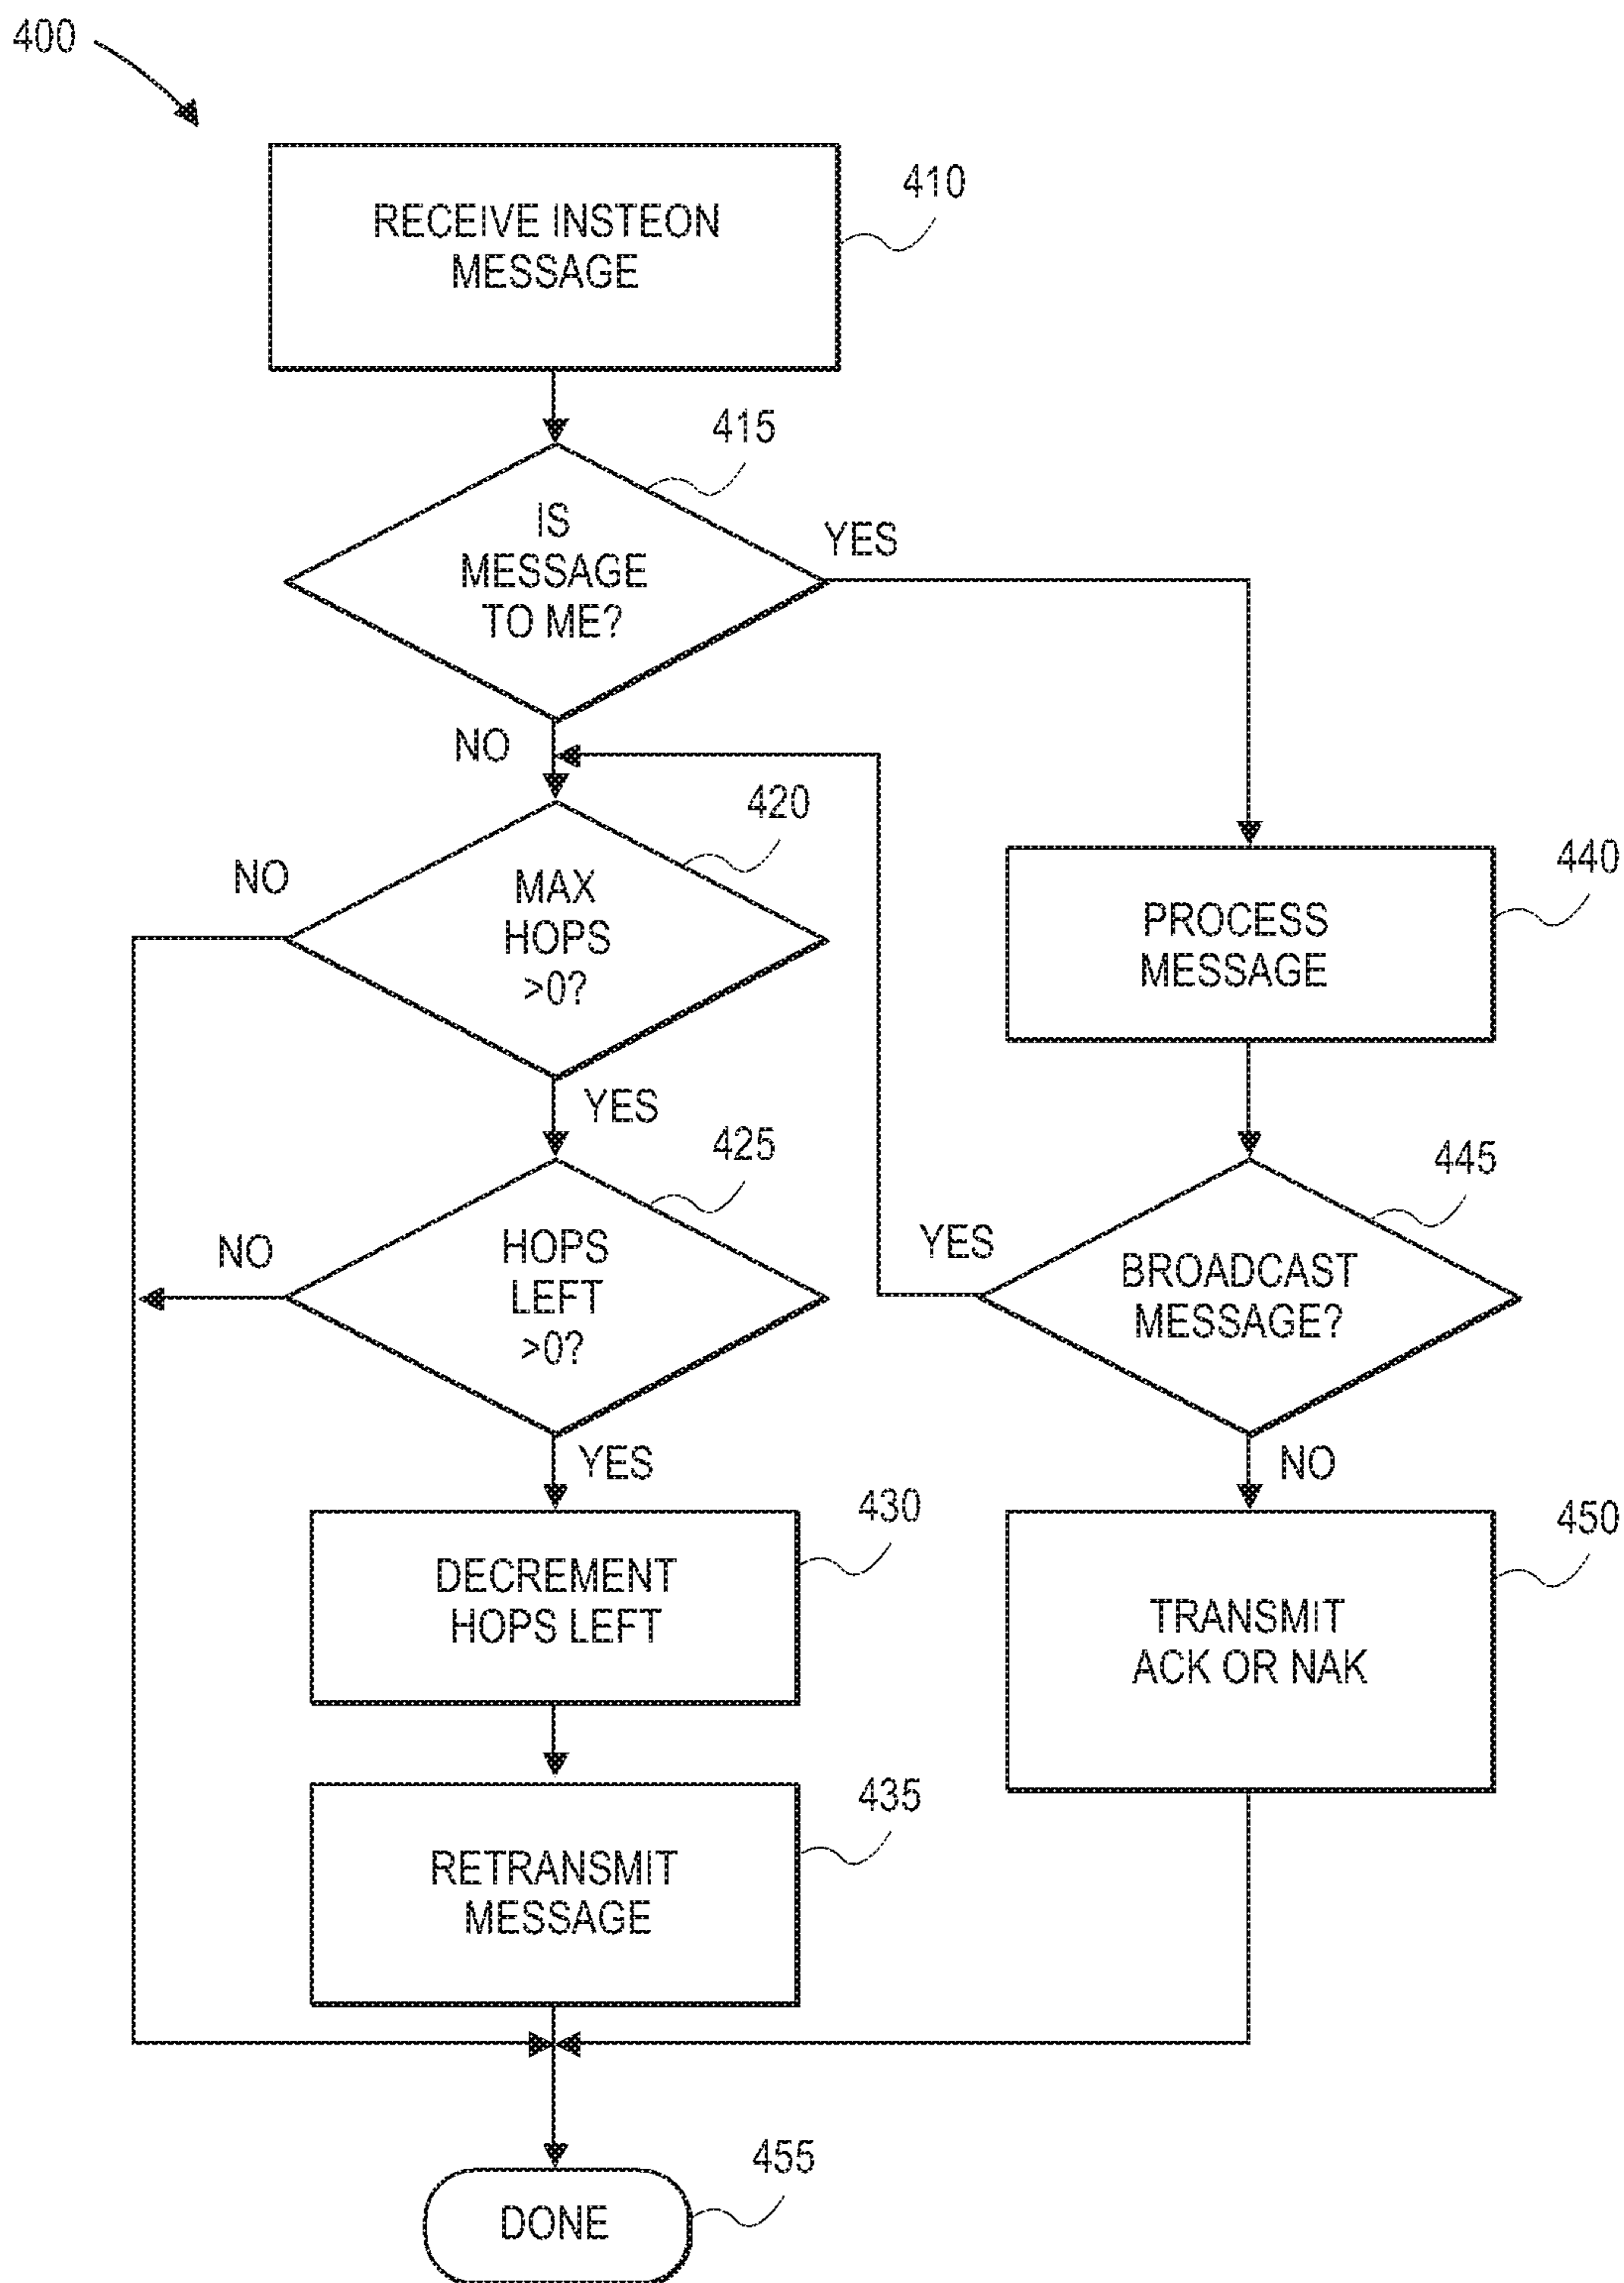 400
RECEIVE INSTEON
MESSAGE
410
415
IS
MESSAGE
TO ME?
YES
NO
420
NO
MAX
HOPS
>0?
440
PROCESS
MESSAGE
YES
425
445
NO
HOPS
LEFT
>0?
YES
BROADCAST
MESSAGE?
YES
NO
430
DECREMENT
HOPS LEFT
450
TRANSMIT
ACK OR NAK
435
RETRANSMIT
MESSAGE
455
DONE